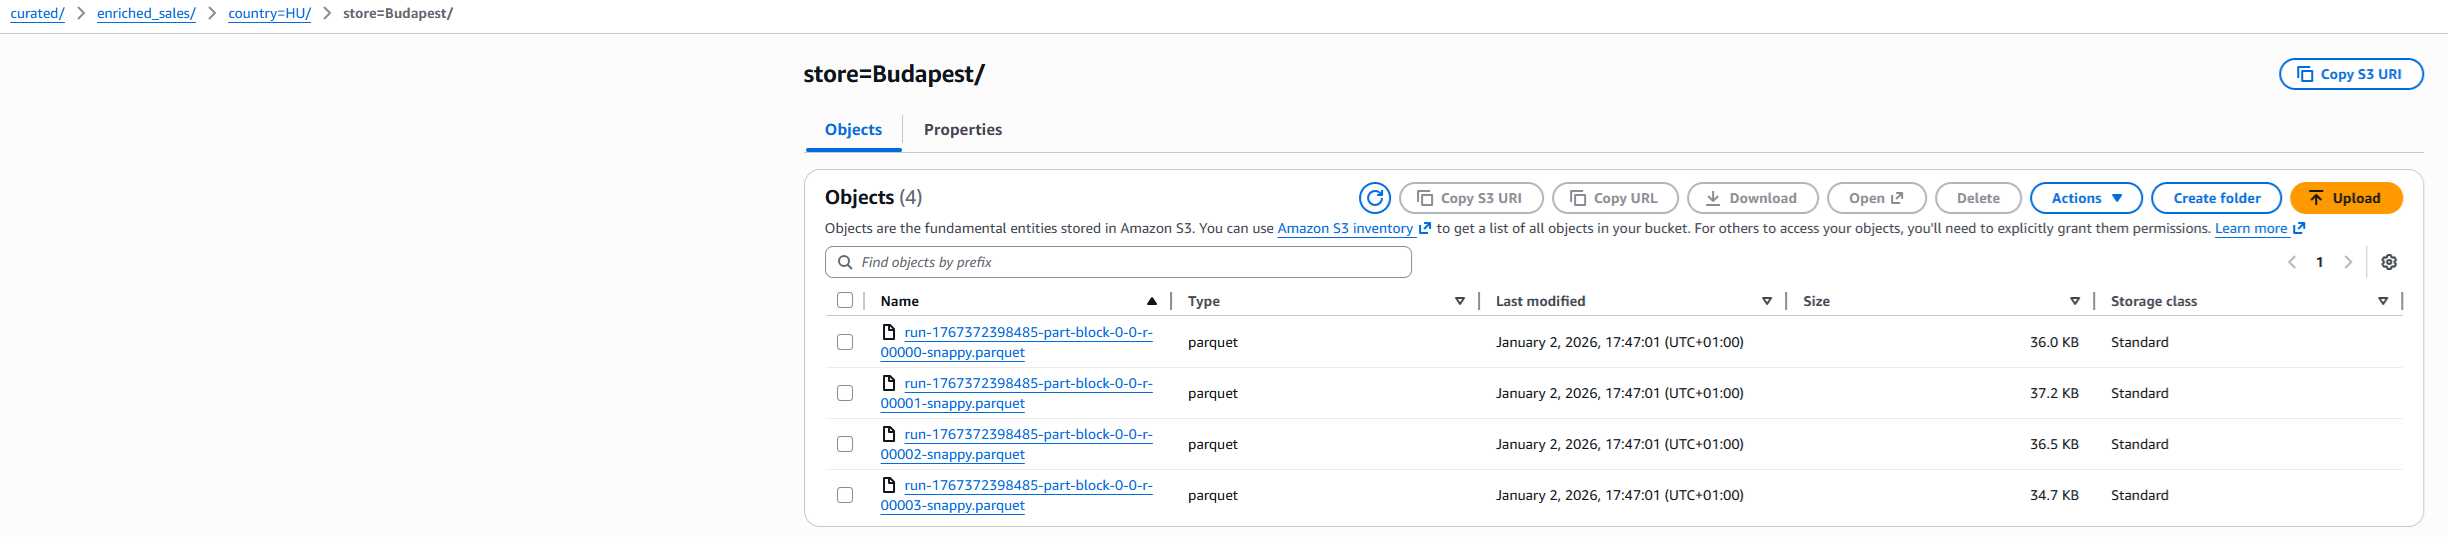 curated/ > enriched_sales/ > country=HU/ > store=Budapest/
store=Budapest/
Copy S3 URI
Objects Properties
Objects (4)
Copy S3 URI Copy URL Download Open Delete Actions Create folder Upload
Objects are the fundamental entities stored in Amazon S3. You can use Amazon S3 inventory to get a list of all objects in your bucket. For others to access your objects, you'll need to explicitly grant them permissions. Learn more
Find objects by prefix
1
Name Type Last modified Size Storage class
run-1767372398485-part-block-0-0-r-
00000-snappy.parquet
parquet January 2, 2026, 17:47:01 (UTC+01:00) 36.0 KB Standard
run-1767372398485-part-block-0-0-r-
00001-snappy.parquet
parquet January 2, 2026, 17:47:01 (UTC+01:00) 37.2 KB Standard
run-1767372398485-part-block-0-0-r-
00002-snappy.parquet
parquet January 2, 2026, 17:47:01 (UTC+01:00) 36.5 KB Standard
run-1767372398485-part-block-0-0-r-
00003-snappy.parquet
parquet January 2, 2026, 17:47:01 (UTC+01:00) 34.7 KB Standard